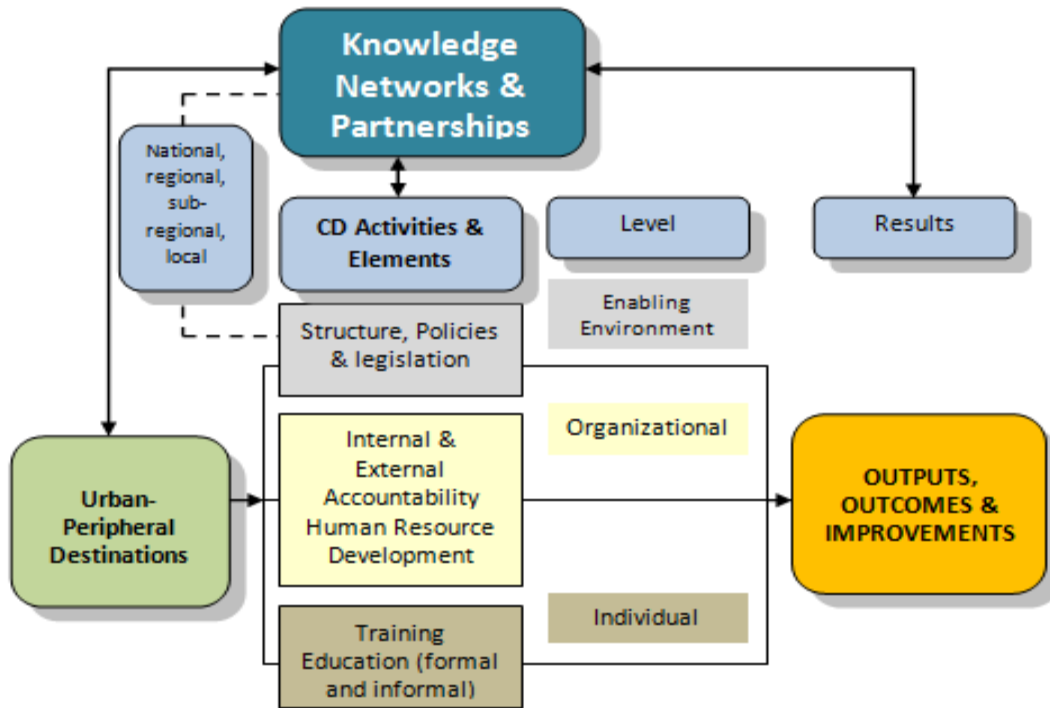 Knowledge
Networks &
Partnerships
National,
regional,
sub-
regional,
local
CD Activities &
Elements
Level
Results
Structure, Policies
& legislation
Enabling
Environment
Internal &
External
Accountability
Human Resource
Development
Organizational
Urban-
Peripheral
Destinations
OUTPUTS,
OUTCOMES &
IMPROVEMENTS
Training
Education (formal
and informal)
Individual